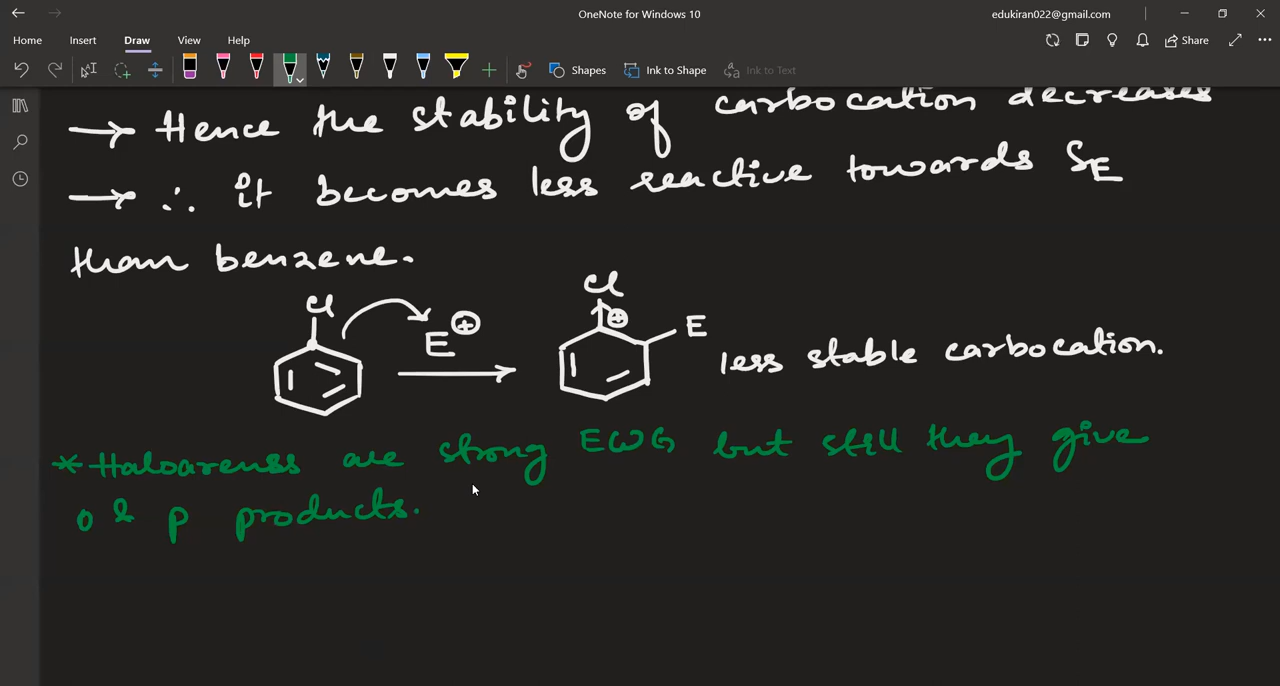 OneNote for Windows 10
edukiran022@gmail.com
Home Insert Draw View Help
Share
Shapes
Ink to Shape
Ink to Text
→ Hence the stability of carbocation decreases
→ ∴ it becomes less reactive towards SE
than benzene.
Cl
E⊕
Cl
⊕
E
less stable carbocation.
* Haloarenes are strong EWG but still they give
o & p products.